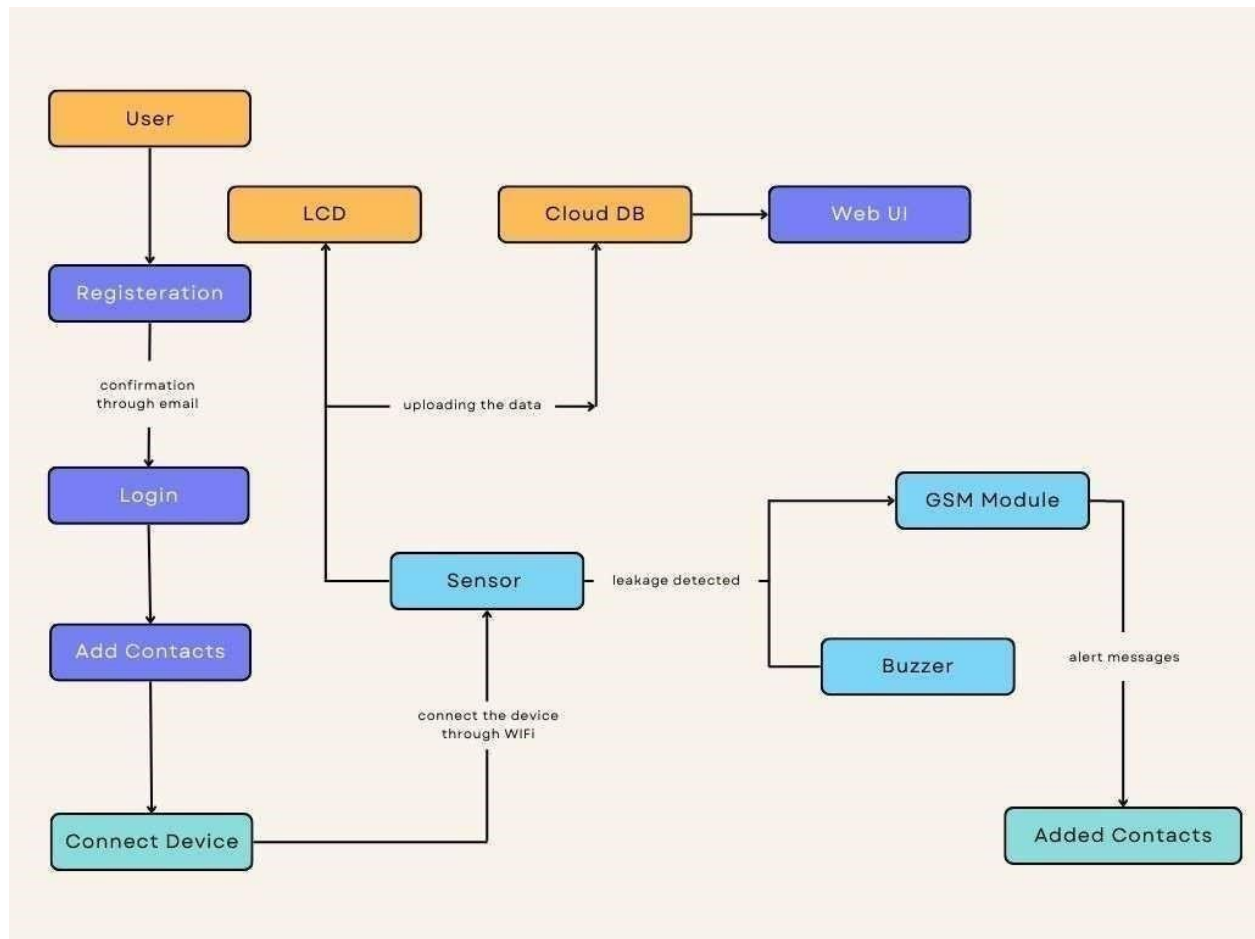 User
LCD
Cloud DB
Web UI
Registeration
confirmation
through email
uploading the data
Login
GSM Module
Sensor
leakage detected
Add Contacts
Buzzer
alert messages
connect the device
through WIFi
Connect Device
Added Contacts